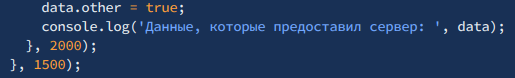 data.other = true;
console.log('Данные, которые предоставил сервер: ', data);
}, 2000);
}, 1500);